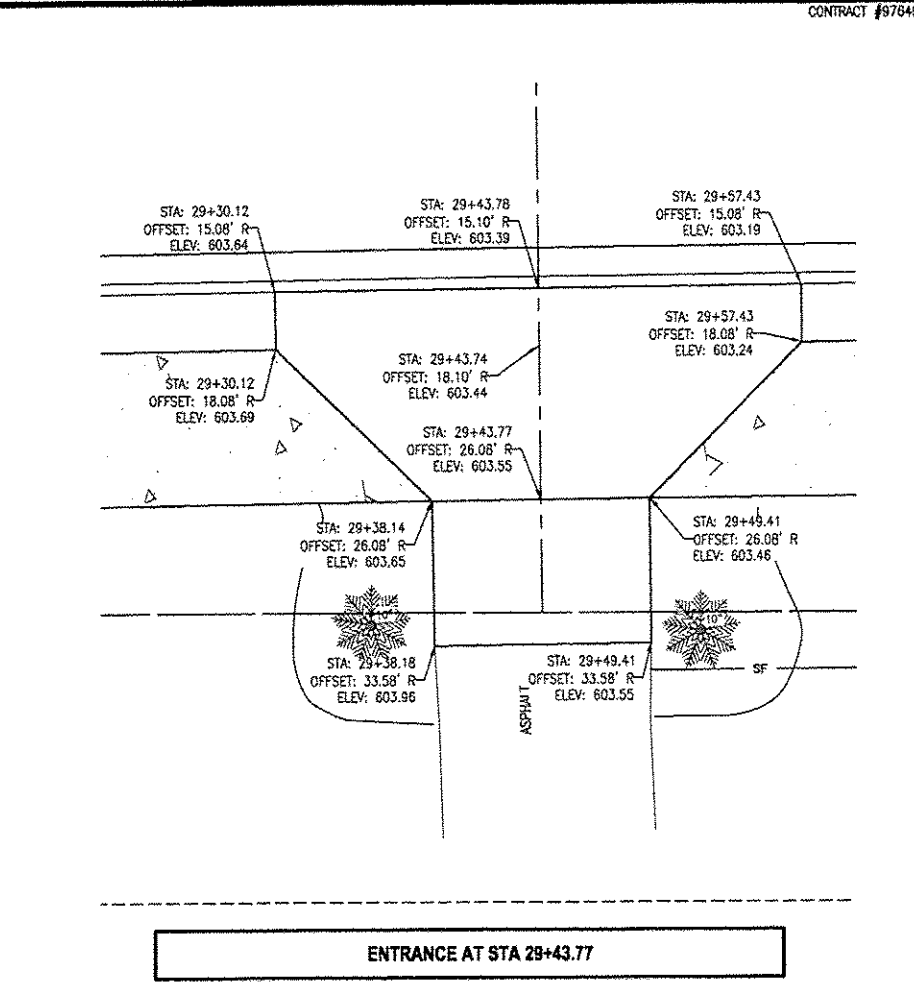 CONTRACT #9764
STA: 29+30.12
OFFSET: 15.08' R
ELEV: 603.64
STA: 29+43.78
OFFSET: 15.10' R
ELEV: 603.39
STA: 29+57.43
OFFSET: 15.08' R
ELEV: 603.19
STA: 29+57.43
OFFSET: 18.08' R
ELEV: 603.24
STA: 29+43.74
OFFSET: 18.10' R
ELEV: 603.44
STA: 29+30.12
OFFSET: 18.08' R
ELEV: 603.69
STA: 29+43.77
OFFSET: 26.08' R
ELEV: 603.55
STA: 29+38.14
OFFSET: 26.08' R
ELEV: 603.65
STA: 29+49.41
OFFSET: 26.08' R
ELEV: 603.46
10"
10"
STA: 29+38.18
OFFSET: 33.58' R
ELEV: 603.96
STA: 29+49.41
OFFSET: 33.58' R
ELEV: 603.55
SF
ASPHALT
ENTRANCE AT STA 29+43.77